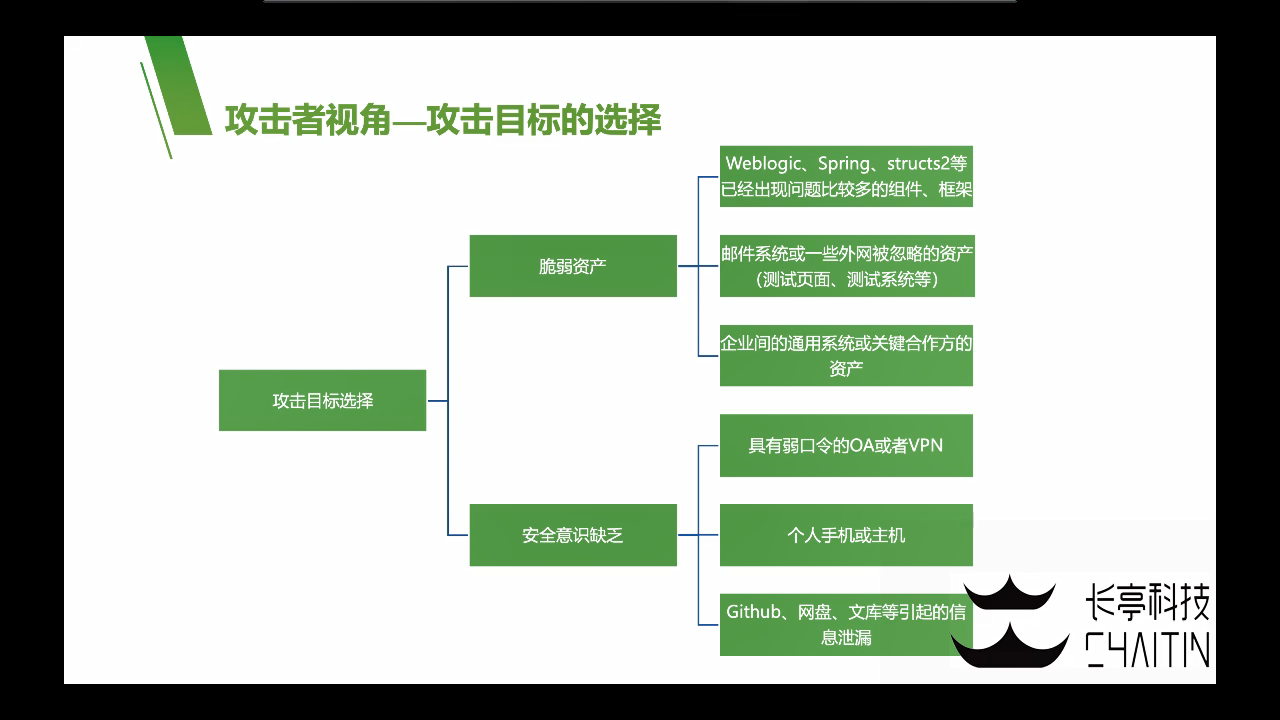 攻击者视角—攻击目标的选择
Weblogic、Spring、structs2等
已经出现问题比较多的组件、框架
脆弱资产
邮件系统或一些外网被忽略的资产
（测试页面、测试系统等）
企业间的通用系统或关键合作方的
资产
攻击目标选择
具有弱口令的OA或者VPN
安全意识缺乏
个人手机或主机
Github、网盘、文库等引起的信
息泄漏
长亭科技
CHAITIN